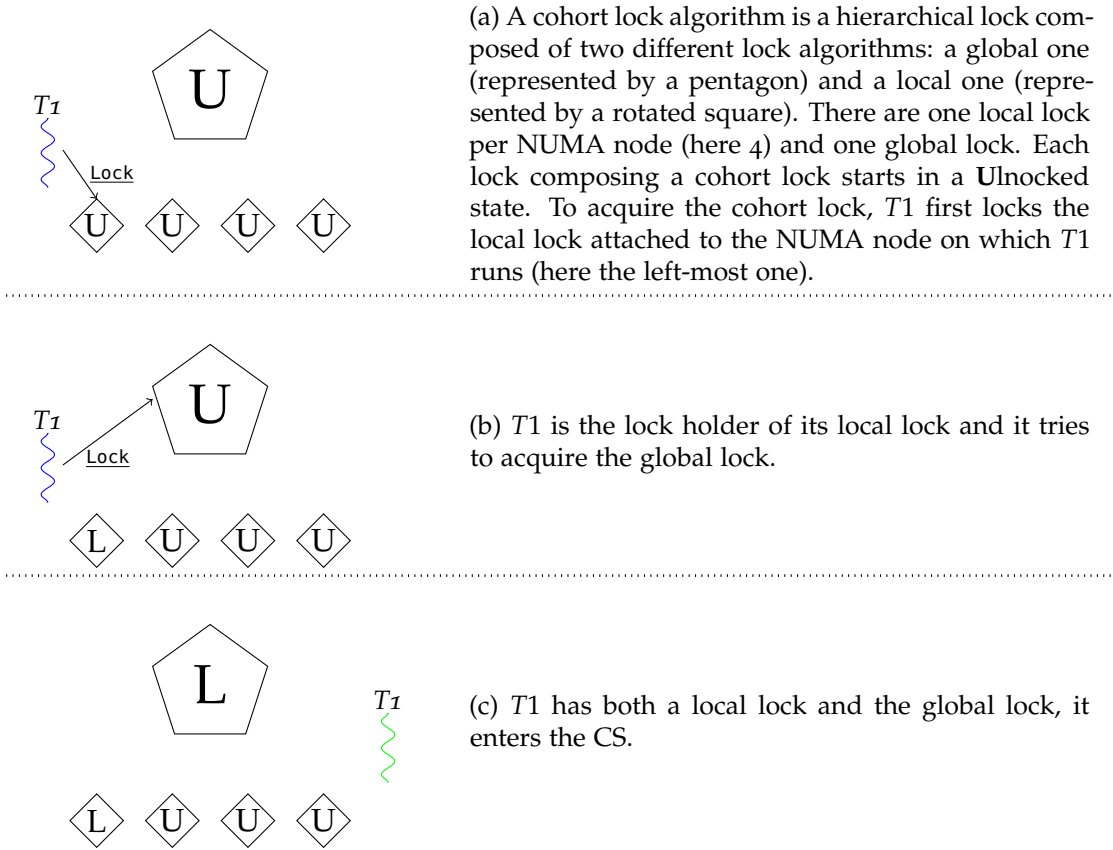 U
T1
Lock
U U U U
(a) A cohort lock algorithm is a hierarchical lock com-
posed of two different lock algorithms: a global one
(represented by a pentagon) and a local one (repre-
sented by a rotated square). There are one local lock
per NUMA node (here 4) and one global lock. Each
lock composing a cohort lock starts in a Ulnocked
state. To acquire the cohort lock, T1 first locks the
local lock attached to the NUMA node on which T1
runs (here the left-most one).
U
T1
Lock
L U U U
(b) T1 is the lock holder of its local lock and it tries
to acquire the global lock.
L
T1
L U U U
(c) T1 has both a local lock and the global lock, it
enters the CS.